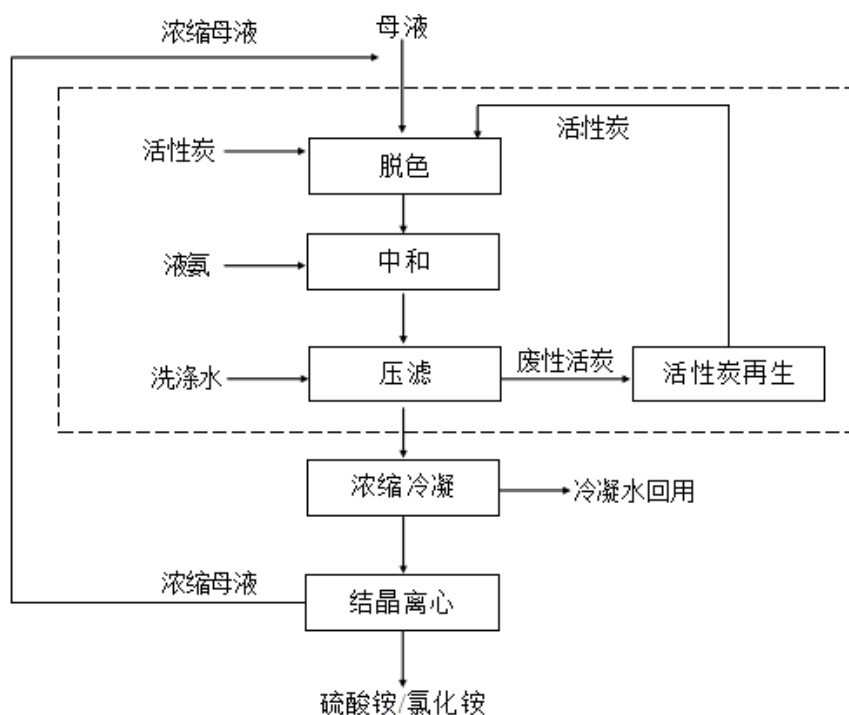 浓缩母液
母液
活性炭
活性炭
脱色
液氨
中和
洗涤水
压滤
废性活炭
活性炭再生
浓缩冷凝
冷凝水回用
浓缩母液
结晶离心
硫酸铵/氯化铵